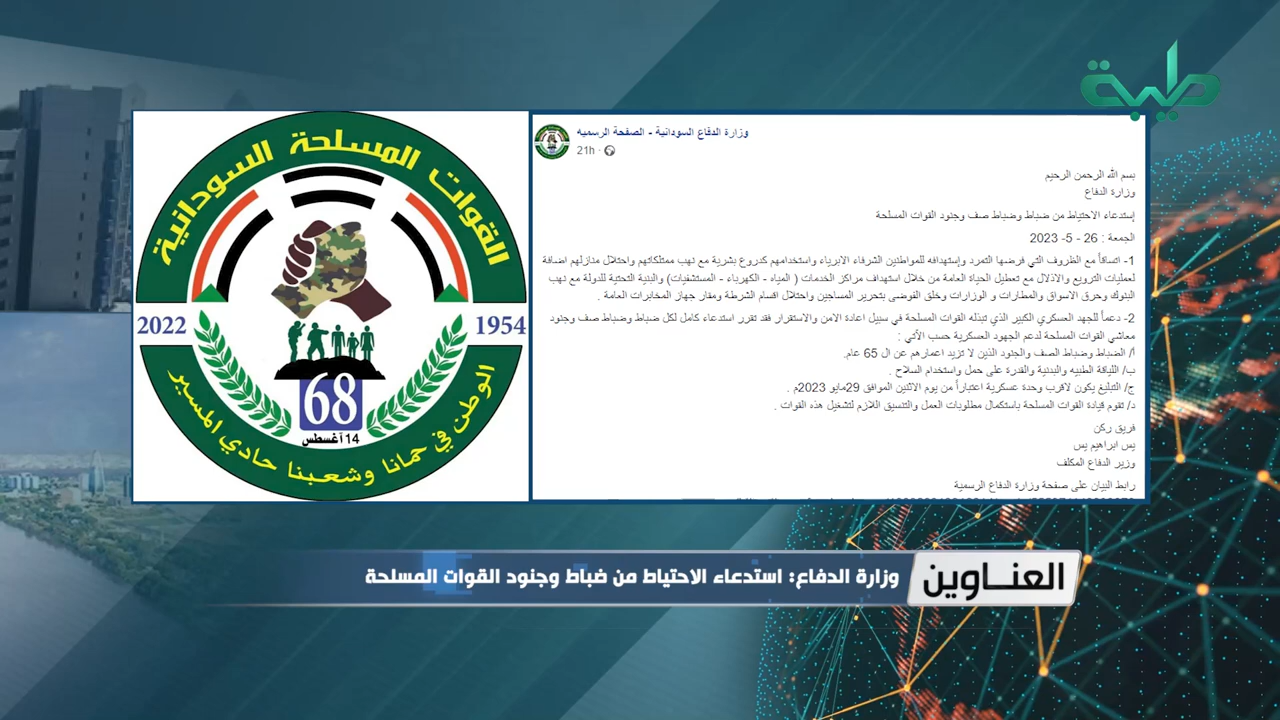 طيبة
القوات المسلحة السودانية
2022
1954
68
14 أغسطس
الوطن في حمانا وشعبنا حادي المسير
وزارة الدفاع السودانية - الصفحة الرسمية
21h ·
بسم الله الرحمن الرحيم
وزارة الدفاع
إستدعاء الاحتياط من ضباط وضباط صف وجنود القوات المسلحة
الجمعة : 26 - 5- 2023
1- اتساقاً مع الظروف التي فرضها التمرد وإستهدافه للمواطنين الشرفاء الابرياء واستخدامهم كدروع بشرية مع نهب ممتلكاتهم واحتلال منازلهم اضافة
لعمليات الترويع والاذلال مع تعطيل الحياة العامة من خلال استهداف مراكز الخدمات ( المياه - الكهرباء - المستشفيات) والبنية التحتية للدولة مع نهب
البنوك وحرق الاسواق والمطارات و الوزارات وخلق الفوضى بتحرير المساجين واحتلال اقسام الشرطة ومقار جهاز المخابرات العامة .
2- دعماً للجهد العسكري الكبير الذي تبذله القوات المسلحة في سبيل اعادة الامن والاستقرار فقد تقرر استدعاء كامل لكل ضباط وضباط صف وجنود
معاشي القوات المسلحة لدعم الجهود العسكرية حسب الآتي :
أ/ الضباط وضباط الصف والجنود الذين لا تزيد اعمارهم عن ال 65 عام.
ب/ اللياقة الطبيه والبدنية والقدرة على حمل واستخدام السلاح .
ج/ التبليغ يكون لاقرب وحدة عسكرية اعتباراً من يوم الاثنين الموافق 29مايو 2023م .
د/ تقوم قيادة القوات المسلحة باستكمال مطلوبات العمل والتنسيق اللازم لتشغيل هذه القوات .
فريق ركن
يس ابراهيم يس
وزير الدفاع المكلف
رابط البيان على صفحة وزارة الدفاع الرسمية
العناوين
وزارة الدفاع: استدعاء الاحتياط من ضباط وجنود القوات المسلحة